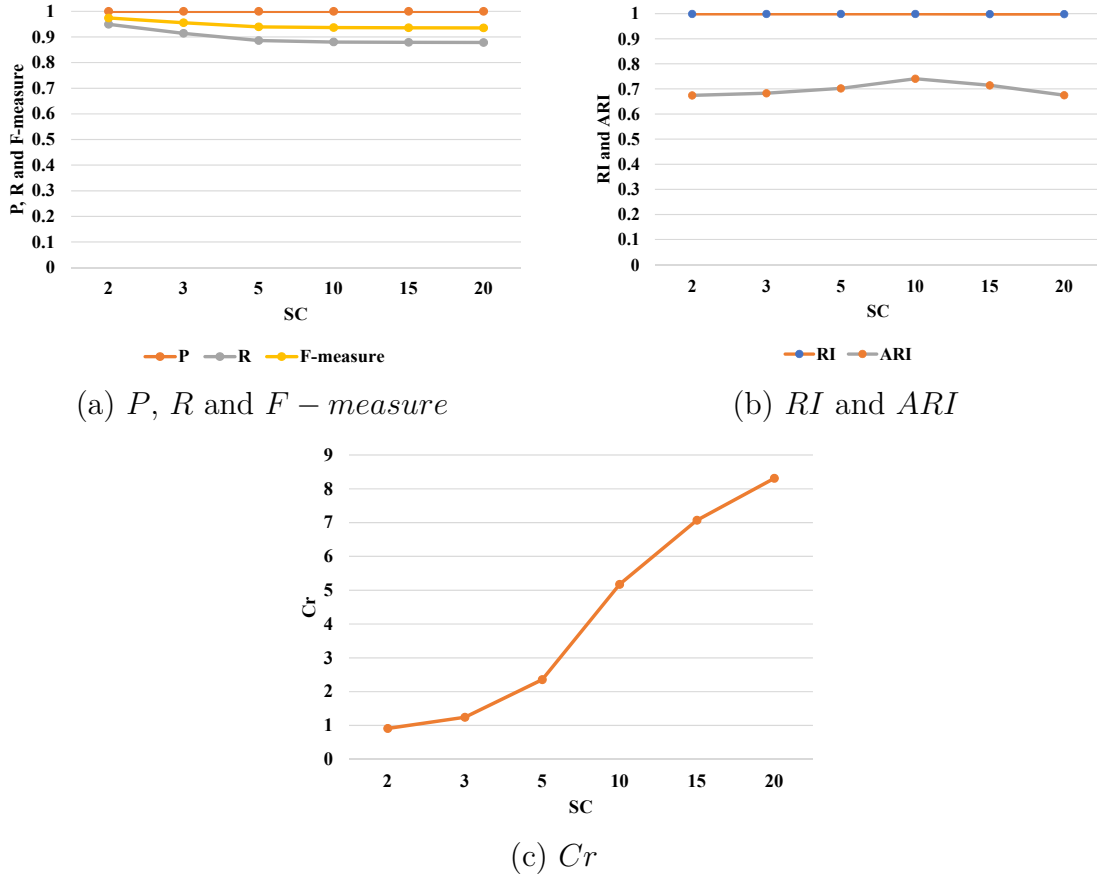 1
0.9
0.8
0.7
0.6
0.5
0.4
0.3
0.2
0.1
0
P, R and F-measure
2 3 5 10 15 20
SC
P R F-measure
(a) P, R and F − measure
1
0.9
0.8
0.7
0.6
0.5
0.4
0.3
0.2
0.1
0
RI and ARI
2 3 5 10 15 20
SC
RI ARI
(b) RI and ARI
9
8
7
6
5
4
3
2
1
0
Cr
2 3 5 10 15 20
SC
(c) Cr